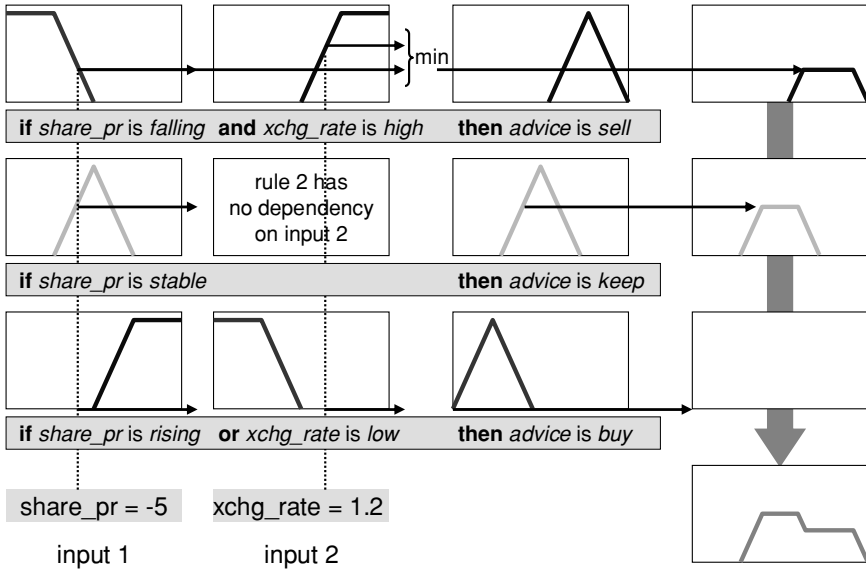 min
if share_pr is falling and xchg_rate is high then advice is sell
rule 2 has
no dependency
on input 2
if share_pr is stable then advice is keep
if share_pr is rising or xchg_rate is low then advice is buy
share_pr = -5 xchg_rate = 1.2
input 1 input 2